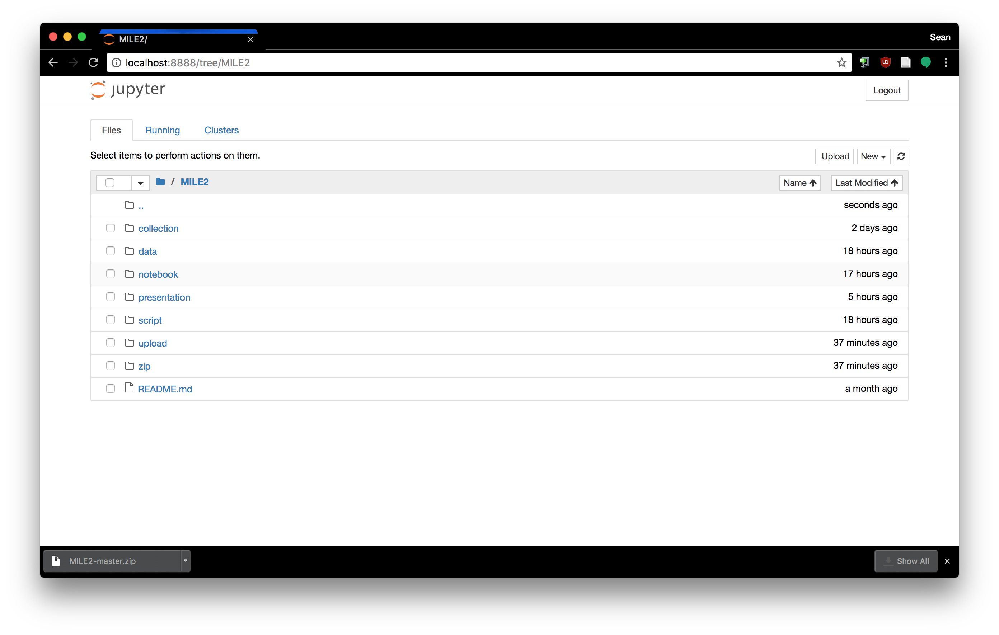 MILE2/
Sean
localhost:8888/tree/MILE2
jupyter
Logout
Files Running Clusters
Select items to perform actions on them.
Upload New
/ MILE2
Name Last Modified
.. seconds ago
collection 2 days ago
data 18 hours ago
notebook 17 hours ago
presentation 5 hours ago
script 18 hours ago
upload 37 minutes ago
zip 37 minutes ago
README.md a month ago
MILE2-master.zip
Show All